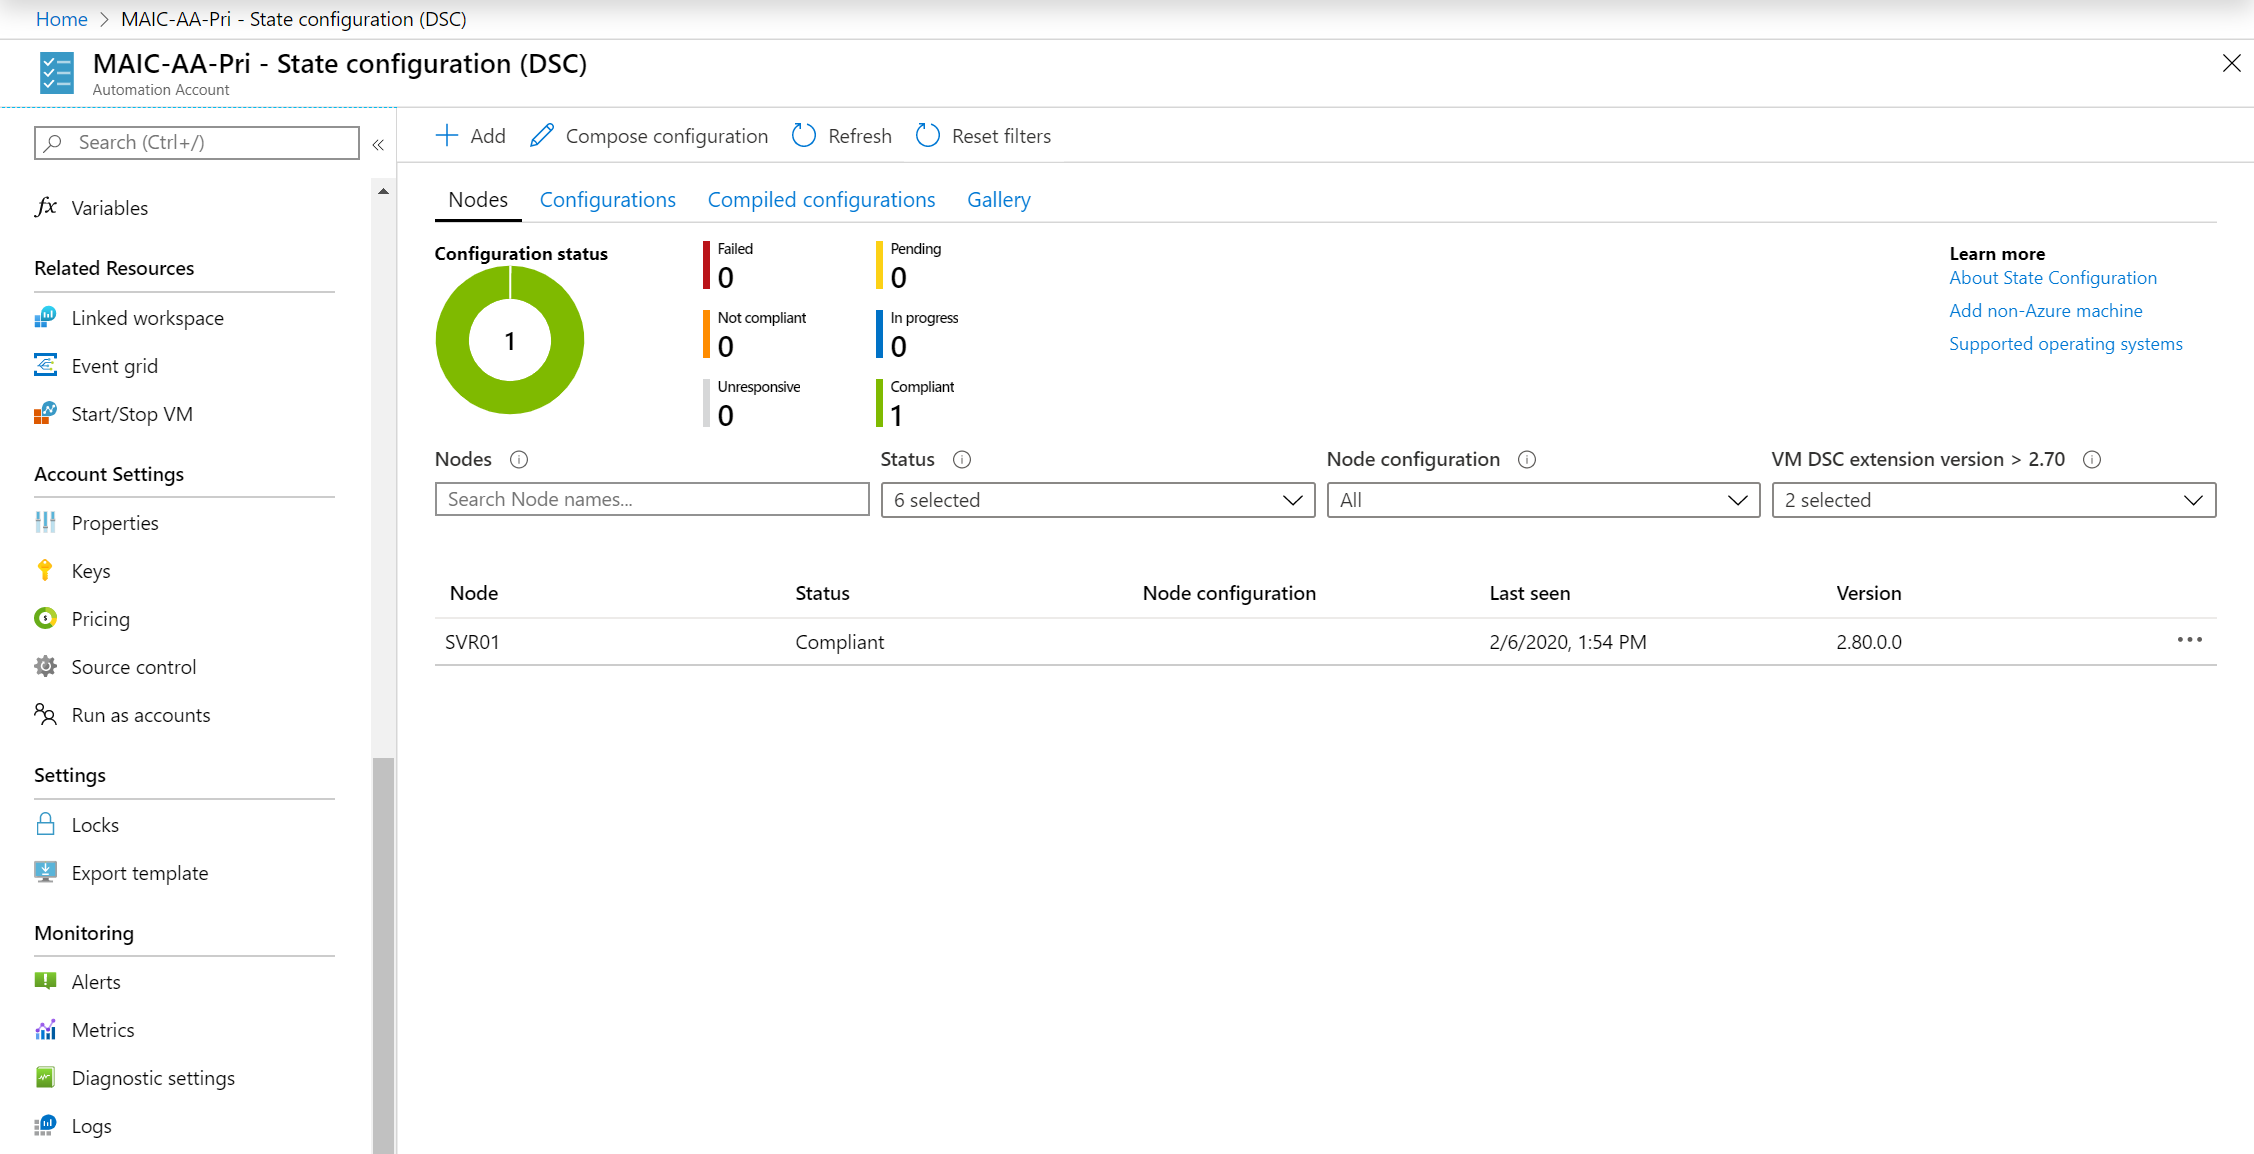 Home > MAIC-AA-Pri - State configuration (DSC)
MAIC-AA-Pri - State configuration (DSC)
Automation Account
Search (Ctrl+/)
«
Variables
Related Resources
Linked workspace
Event grid
Start/Stop VM
Account Settings
Properties
Keys
Pricing
Source control
Run as accounts
Settings
Locks
Export template
Monitoring
Alerts
Metrics
Diagnostic settings
Logs
Add Compose configuration Refresh Reset filters
Nodes Configurations Compiled configurations Gallery
Configuration status
1
Failed
0
Pending
0
Not compliant
0
In progress
0
Unresponsive
0
Compliant
1
Learn more
About State Configuration
Add non-Azure machine
Supported operating systems
Nodes Status Node configuration VM DSC extension version > 2.70
Search Node names... 6 selected All 2 selected
Node Status Node configuration Last seen Version
SVR01 Compliant 2/6/2020, 1:54 PM 2.80.0.0 •••